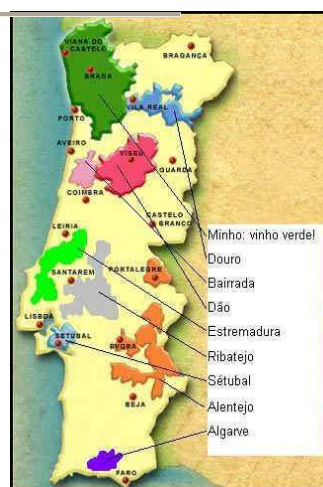 VIANA DO CASTELO
BRAGANÇA
BRAGA
VILA REAL
PORTO
AVEIRO
VISEU
GUARDA
COIMBRA
CASTELO BRANCO
LEIRIA
SANTAREM
PORTALEGRE
LISBOA
SETUBAL
EVORA
BEJA
FARO
Minho: vinho verde!
Douro
Bairrada
Dão
Estremadura
Ribatejo
Sétubal
Alentejo
Algarve